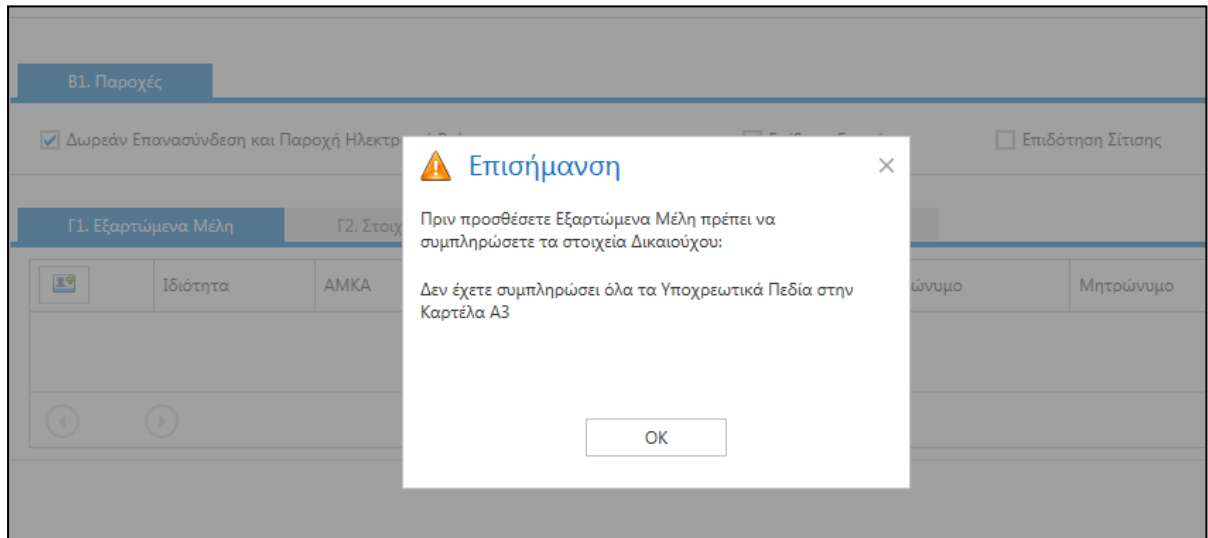 Β1. Παροχές
Δωρεάν Επανασύνδεση και Παροχή Ηλεκτρ
Επιδότηση Σίτισης
Επισήμανση
Πριν προσθέσετε Εξαρτώμενα Μέλη πρέπει να
συμπληρώσετε τα στοιχεία Δικαιούχου:
Δεν έχετε συμπληρώσει όλα τα Υποχρεωτικά Πεδία στην
Καρτέλα Α3
OK
Γ1. Εξαρτώμενα Μέλη Γ2. Στοιχ
Ιδιότητα ΑΜΚΑ ώνυμο Μητρώνυμο